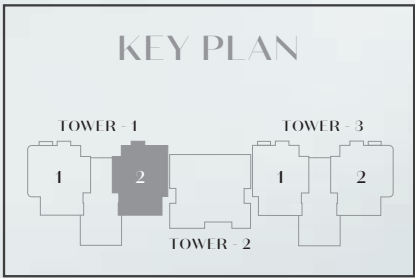 KEY PLAN
TOWER - 1 TOWER - 3
1 2 1 2
TOWER - 2